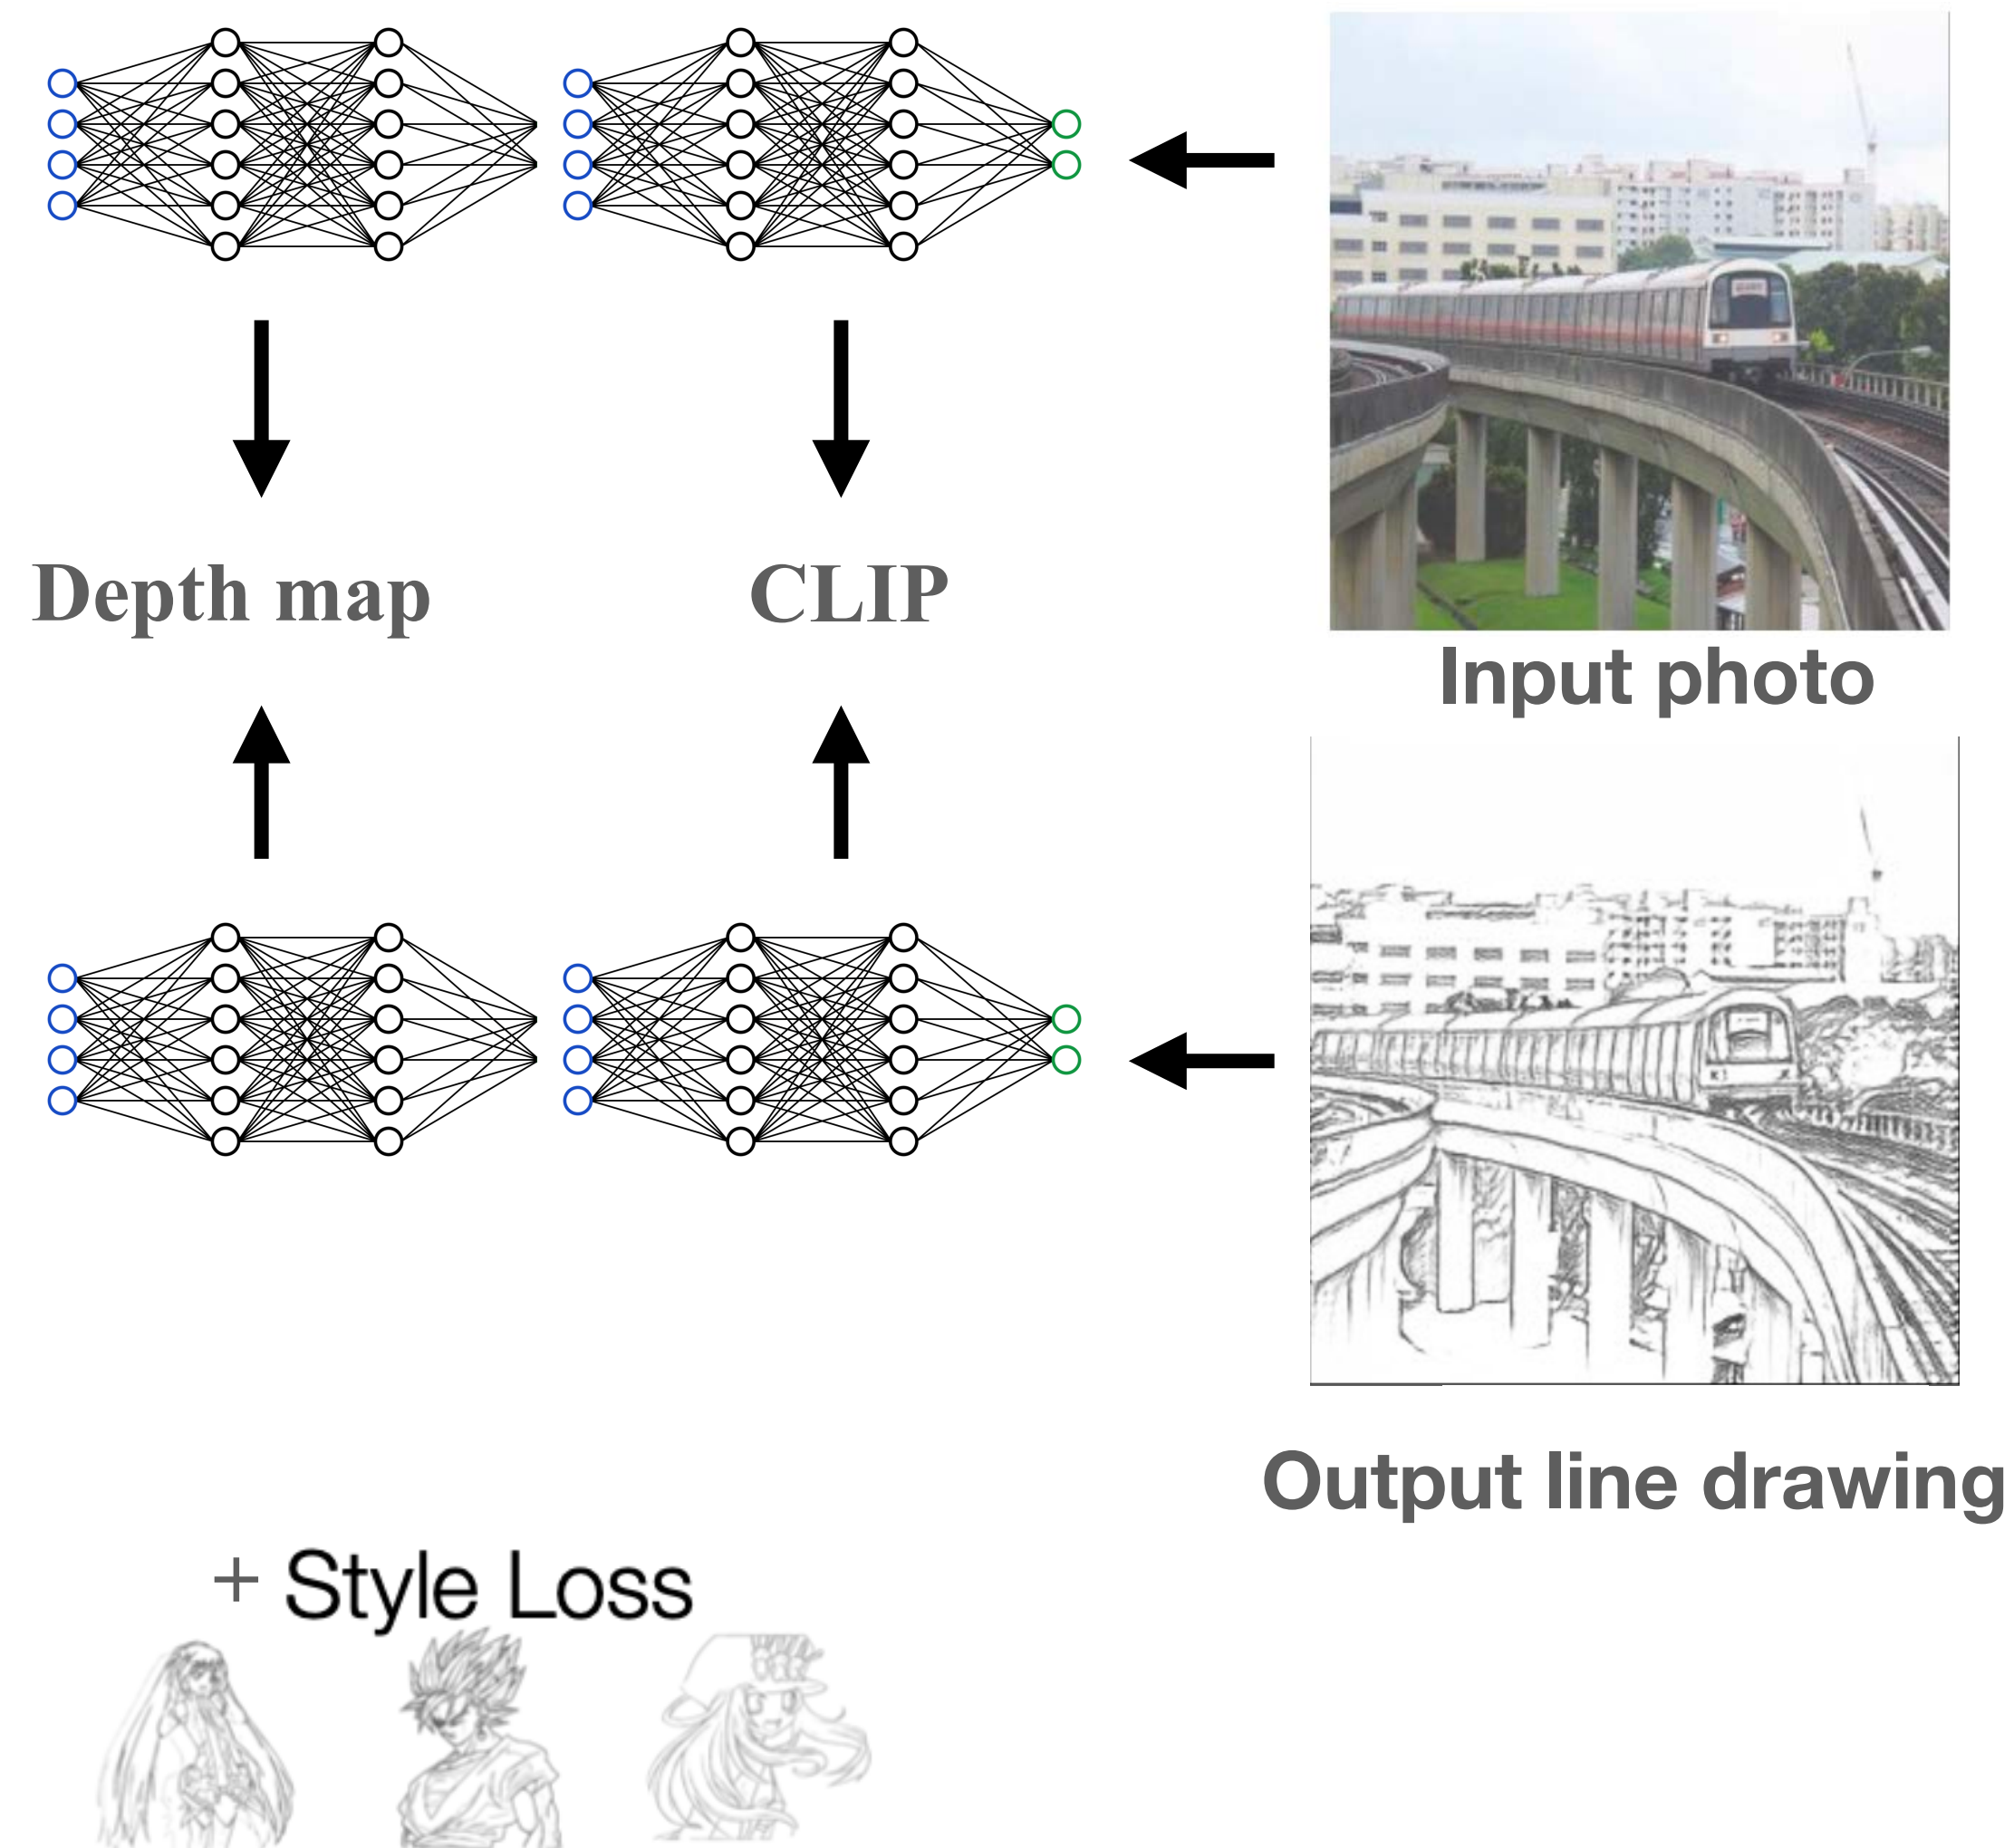 Depth map
CLIP
Input photo
Output line drawing
+ Style Loss